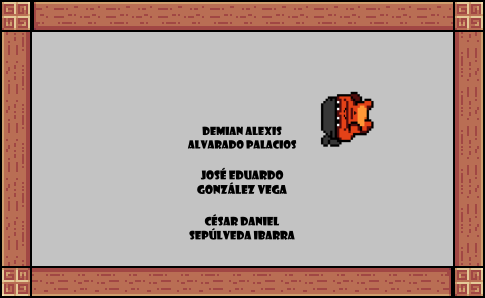 DEMIAN ALEXIS
ALVARADO PALACIOS
JOSÉ EDUARDO
GONZÁLEZ VEGA
CÉSAR DANIEL
SEPÚLVEDA IBARRA